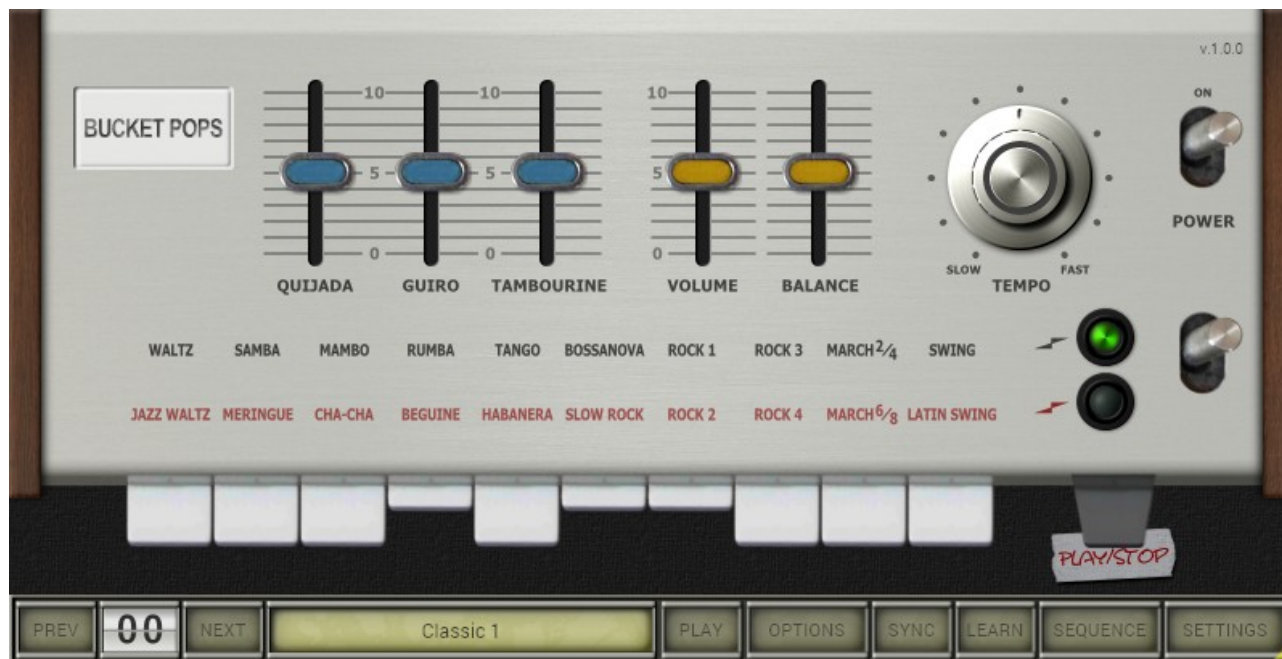 v.1.0.0
BUCKET POPS
10 10 10 ON
5 5 5
POWER
0 0 0
SLOW FAST
QUIJADA GUIRO TAMBOURINE VOLUME BALANCE TEMPO
WALTZ SAMBA MAMBO RUMBA TANGO BOSSANOVA ROCK 1 ROCK 3 MARCH 2/4 SWING
JAZZ WALTZ MERINGUE CHA-CHA BEGUINE HABANERA SLOW ROCK ROCK 2 ROCK 4 MARCH 6/8 LATIN SWING
PLAY/STOP
PREV 00 NEXT Classic 1 PLAY OPTIONS SYNC LEARN SEQUENCE SETTINGS